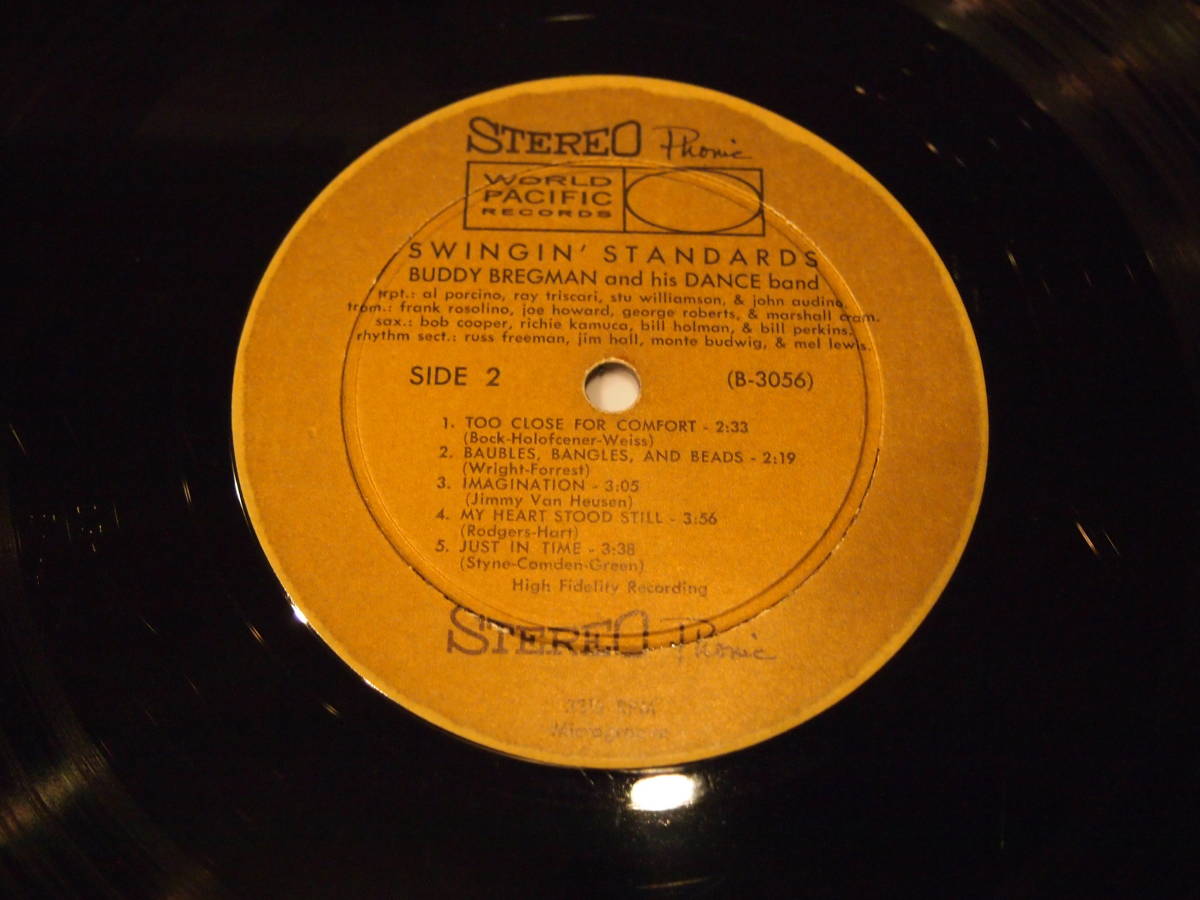 STEREO Phonic
WORLD
PACIFIC
RECORDS
SWINGIN' STANDARDS
BUDDY BREGMAN and his DANCE band
trpt.: al porcino, ray triscari, stu williamson, & john audino.
trom.: frank rosolino, joe howard, george roberts, & marshall cram.
sax.: bob cooper, richie kamuca, bill holman, & bill perkins.
rhythm sect.: russ freeman, jim hall, monte budwig, & mel lewis.
SIDE 2 (B-3056)
1. TOO CLOSE FOR COMFORT - 2:33
(Bock-Holofcener-Weiss)
2. BAUBLES, BANGLES, AND BEADS - 2:19
(Wright-Forrest)
3. IMAGINATION - 3:05
(Jimmy Van Heusen)
4. MY HEART STOOD STILL - 3:56
(Rodgers-Hart)
5. JUST IN TIME - 3:38
(Styne-Comden-Green)
High Fidelity Recording
STEREO Phonic
RPM